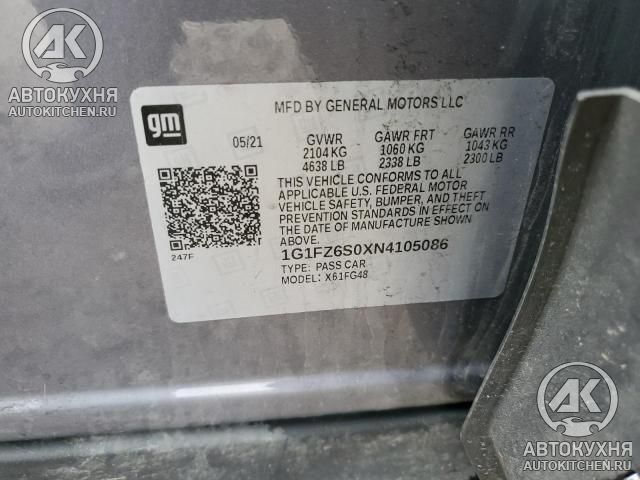 AK
АВТОКУХНЯ
AUTOKITCHEN.RU
gm
MFD BY GENERAL MOTORS LLC
05/21 GVWR GAWR FRT GAWR RR
2104 KG 1060 KG 1043 KG
4638 LB 2338 LB 2300 LB
THIS VEHICLE CONFORMS TO ALL
APPLICABLE U.S. FEDERAL MOTOR
VEHICLE SAFETY, BUMPER, AND THEFT
PREVENTION STANDARDS IN EFFECT ON
THE DATE OF MANUFACTURE SHOWN
ABOVE.
247F
1G1FZ6S0XN4105086
TYPE: PASS CAR
MODEL: X61FG48
AK
АВТОКУХНЯ
AUTOKITCHEN.RU